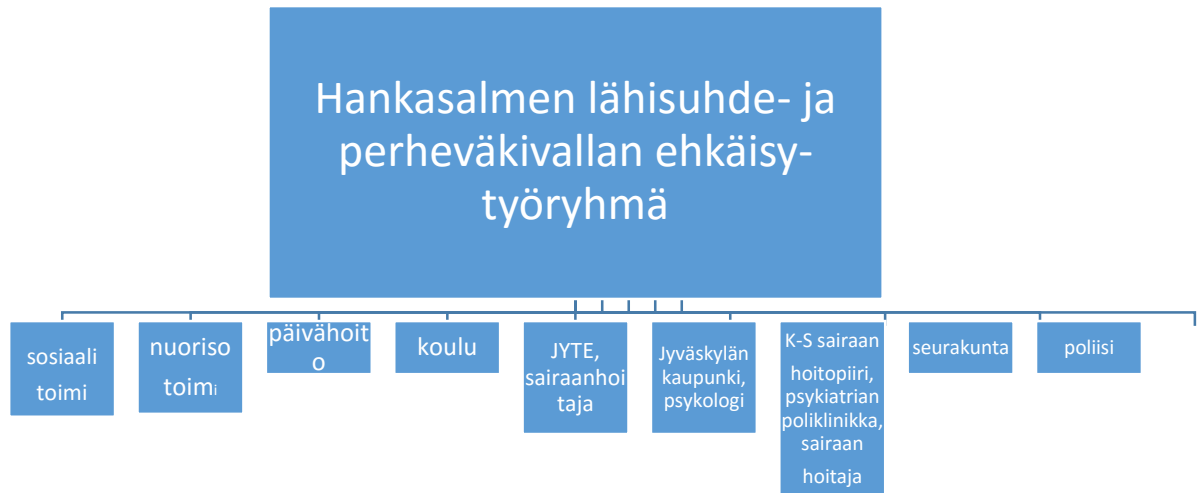 Hankasalmen lähisuhde- ja
perheväkivallan ehkäisy-
työryhmä
sosiaali
toimi
nuoriso
toimi
päivähoit
o
koulu
JYTE,
sairaanhoi
taja
Jyväskylän
kaupunki,
psykologi
K-S sairaan
hoitopiiri,
psykiatrian
poliklinikka,
sairaan
hoitaja
seurakunta
poliisi